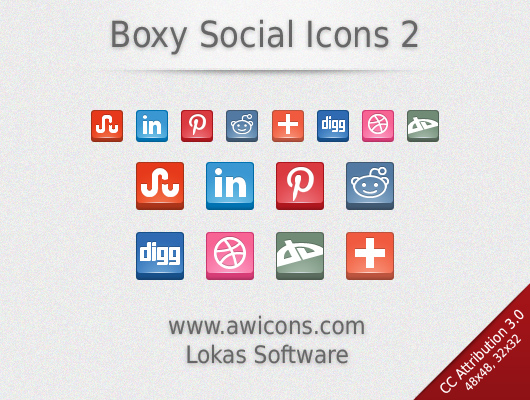 Boxy Social Icons 2
in
digg
in
digg
www.awicons.com
Lokas Software
CC Attribution 3.0
48x48, 32x32